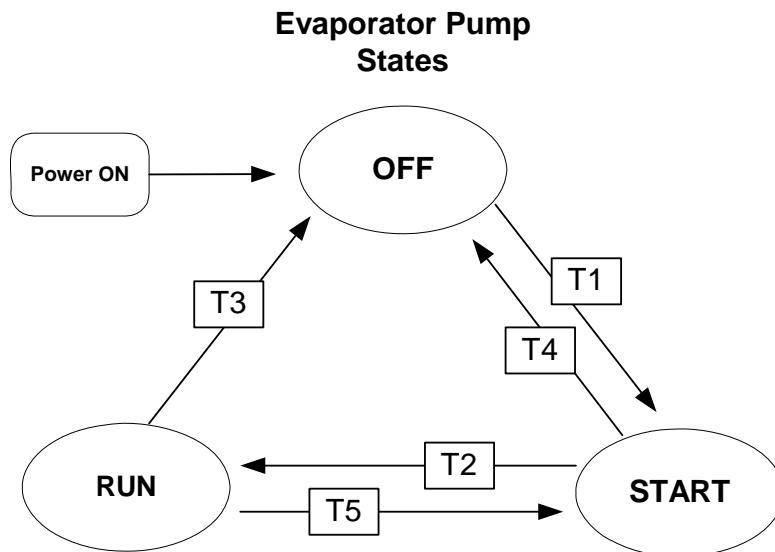 Evaporator Pump
States
Power ON
OFF
T1
T3
T4
T2
RUN
START
T5